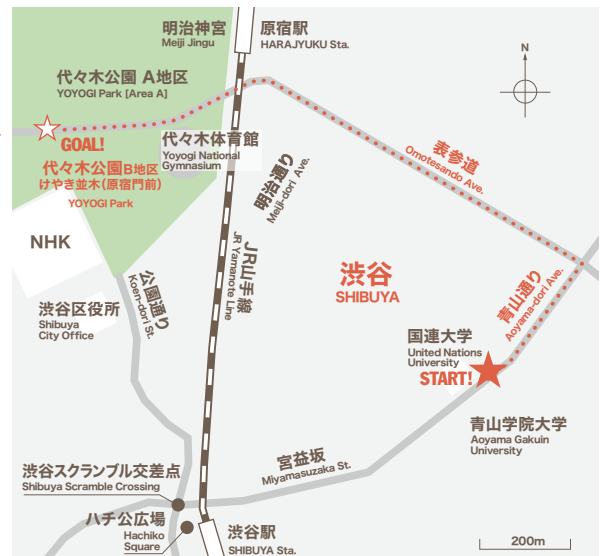 明治神宮
Meiji Jingu
原宿駅
HARAJYUKU Sta.
N
代々木公園 A地区
YOYOGI Park [Area A]
GOAL!
代々木体育館
Yoyogi National
Gymnasium
代々木公園B地区
けやき並木(原宿門前)
YOYOGI Park
表参道
Omotesando Ave.
明治通り
Meiji-dori Ave.
NHK
JR山手線
JR Yamanote Line
渋谷
SHIBUYA
青山通り
Aoyama-dori Ave.
公園通り
Koen-dori St.
渋谷区役所
Shibuya
City Office
国連大学
United Nations
University
START!
青山学院大学
Aoyama Gakuin
University
宮益坂
Miyamasuzaka St.
渋谷スクランブル交差点
Shibuya Scramble Crossing
ハチ公広場
Hachiko
Square
渋谷駅
SHIBUYA Sta.
200m